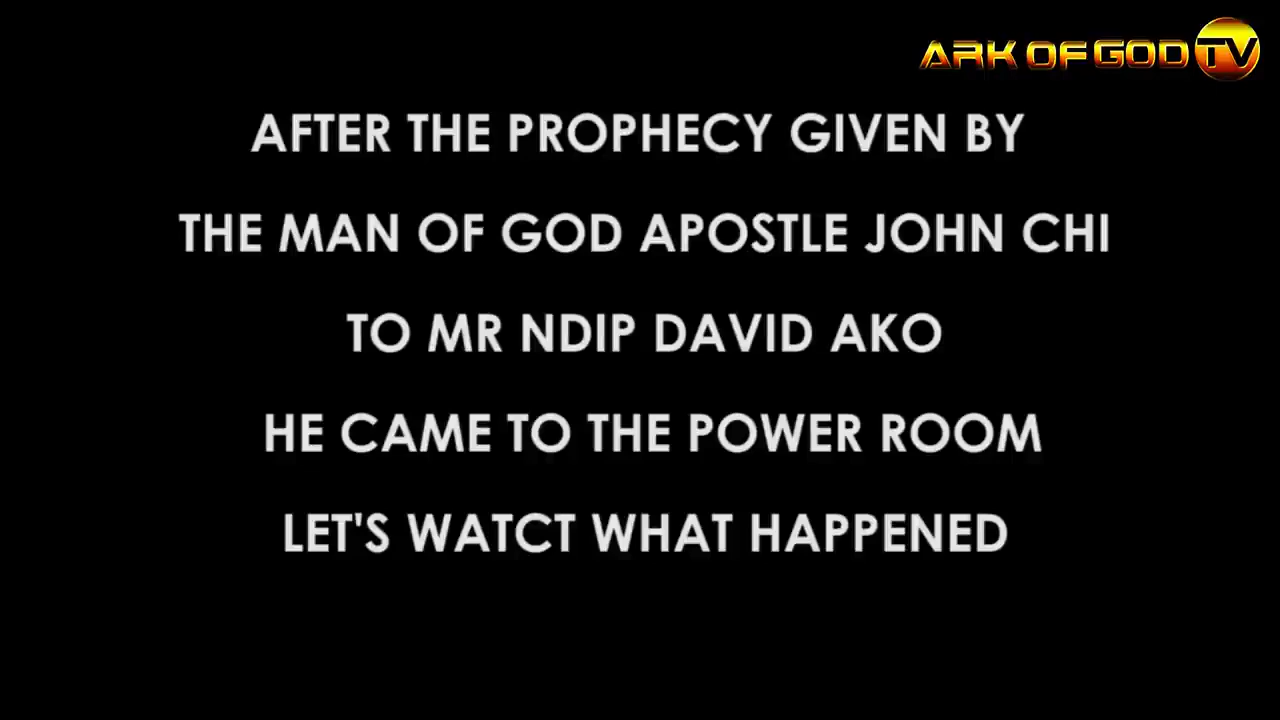 ARK OF GOD TV
AFTER THE PROPHECY GIVEN BY
THE MAN OF GOD APOSTLE JOHN CHI
TO MR NDIP DAVID AKO
HE CAME TO THE POWER ROOM
LET'S WATCT WHAT HAPPENED